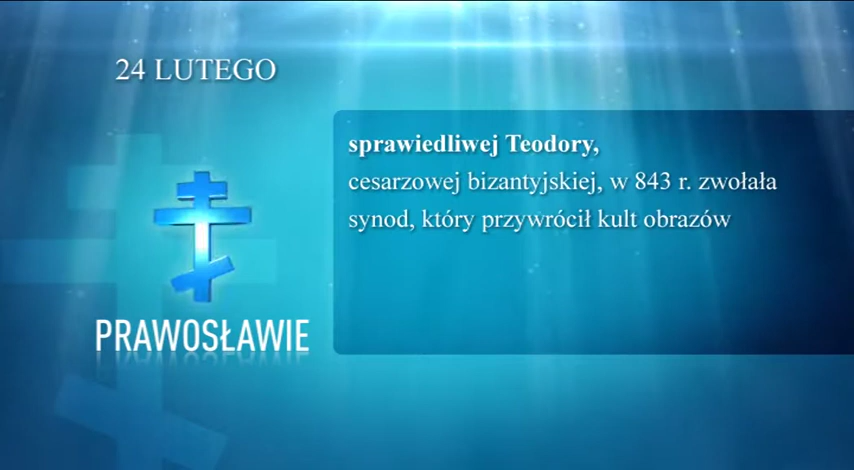 24 LUTEGO
sprawiedliwej Teodory,
cesarzowej bizantyjskiej, w 843 r. zwołała
synod, który przywrócił kult obrazów
PRAWOSŁAWIE